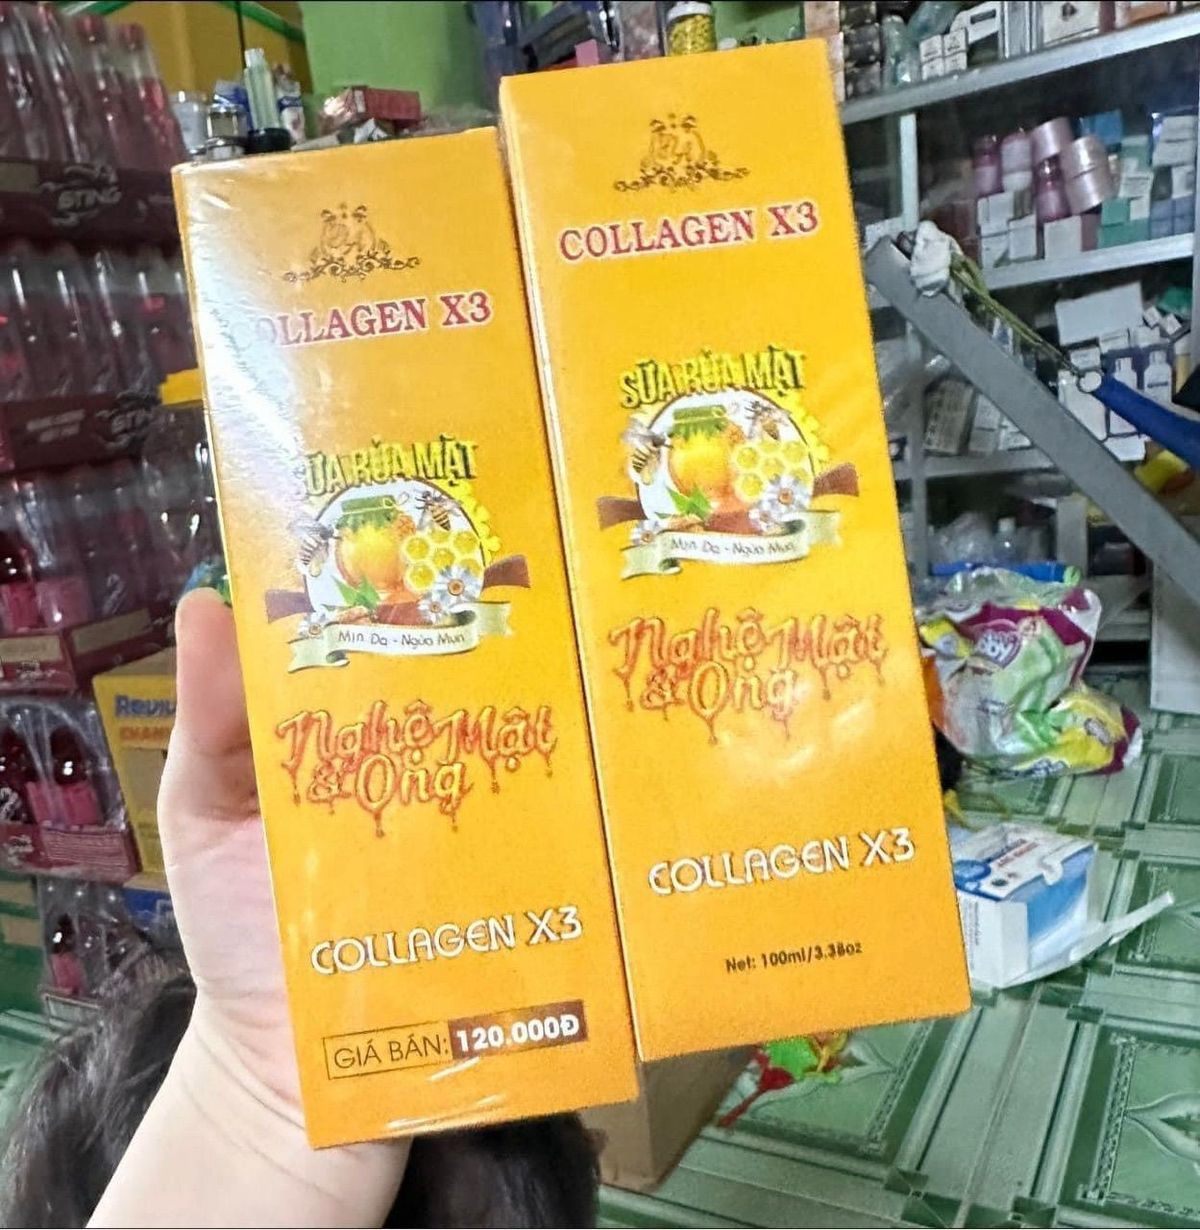 COLLAGEN X3
SỮA RỬA MẶT
Mịn Da - Ngừa Mụn
Nghệ Mật
& Ong
COLLAGEN X3
GIÁ BÁN: 120.000Đ
COLLAGEN X3
SỮA RỬA MẶT
Mịn Da - Ngừa Mụn
Nghệ Mật
& Ong
COLLAGEN X3
Net: 100ml/3.38oz
STING